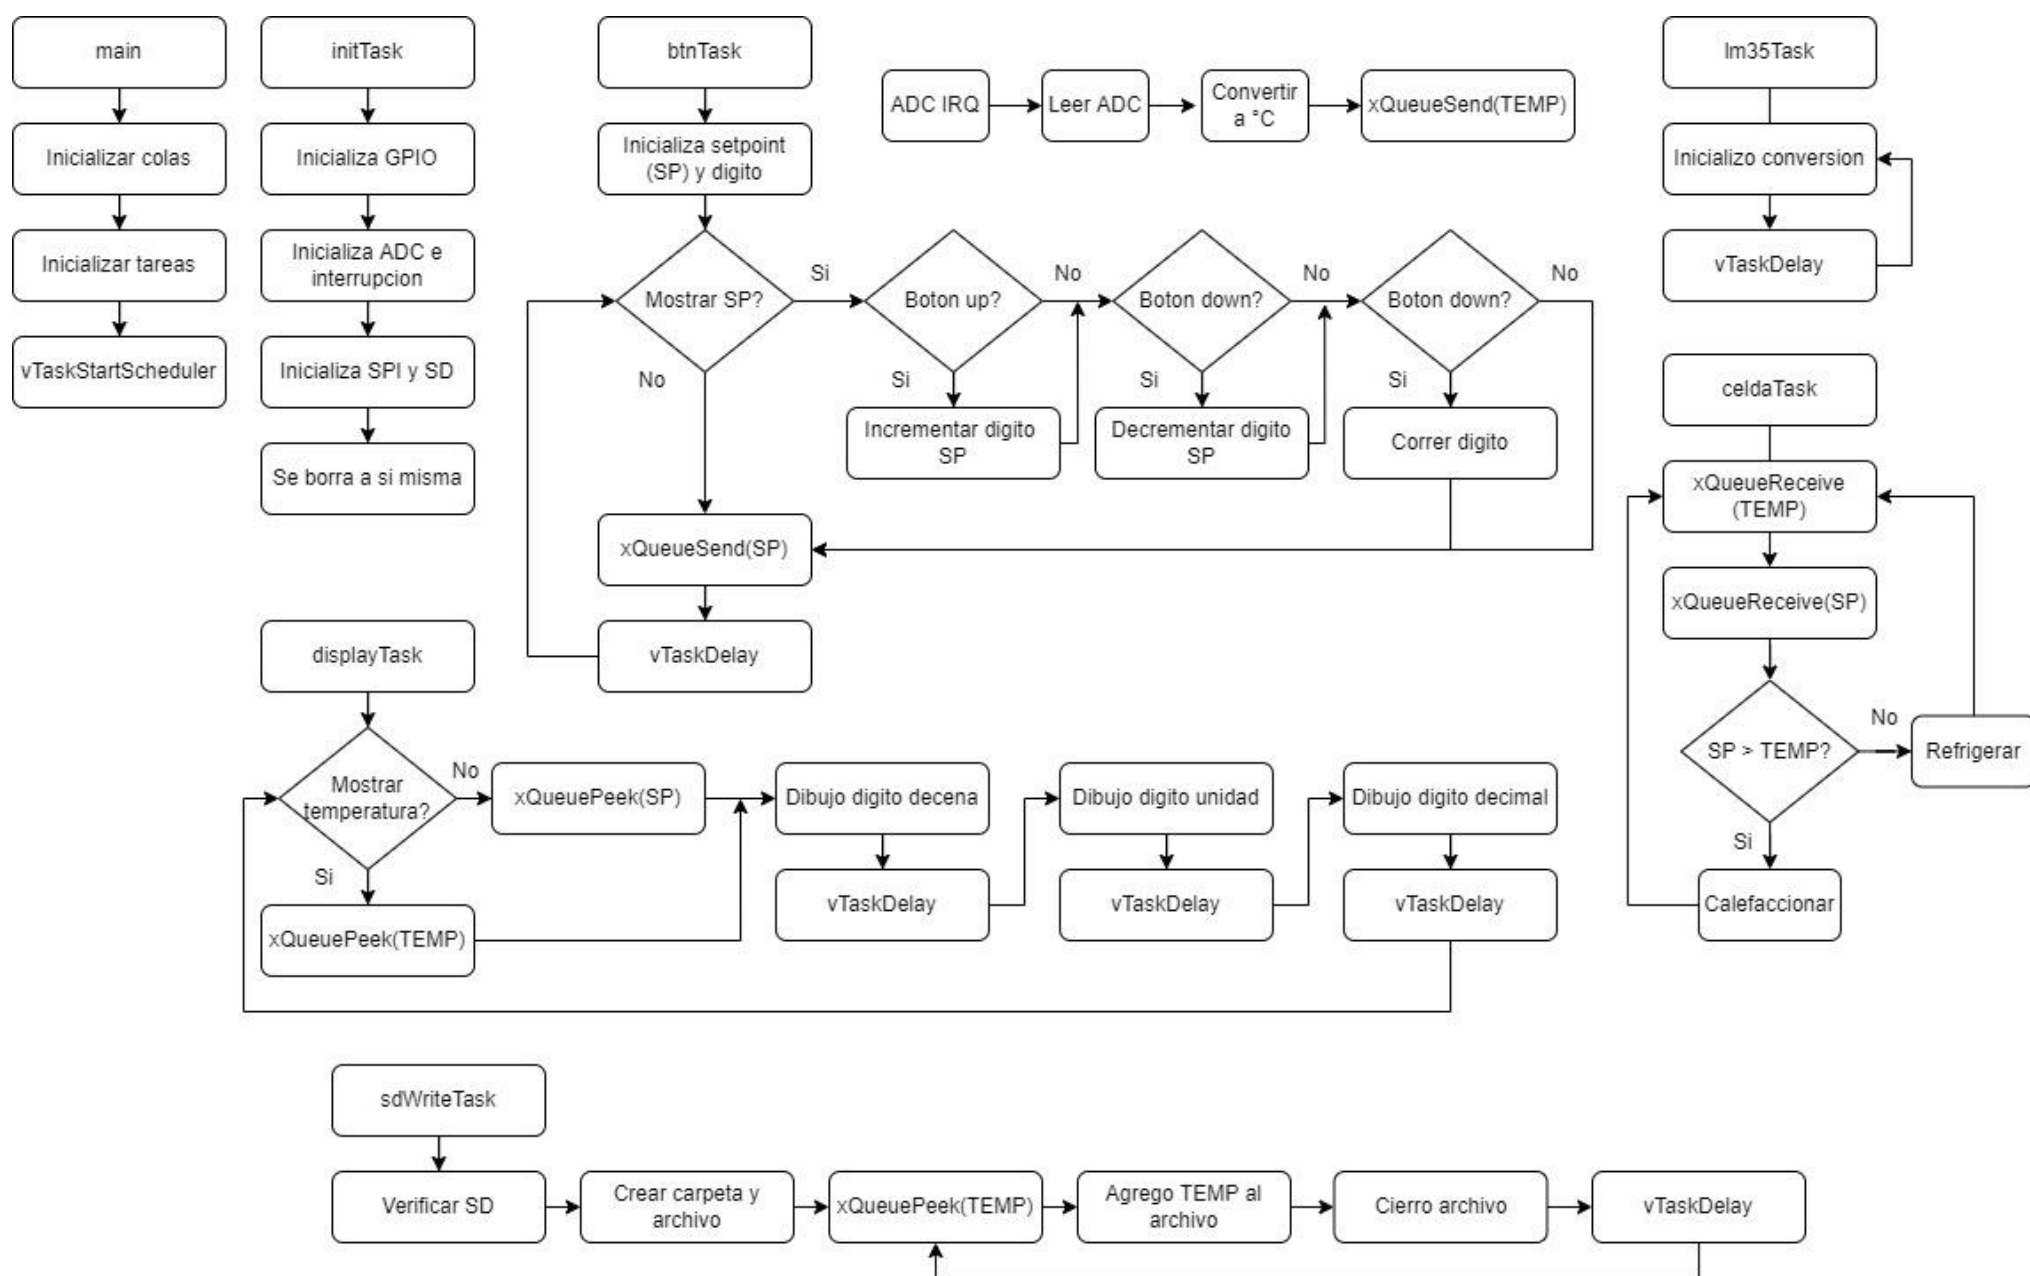 main
Inicializar colas
Inicializar tareas
vTaskStartScheduler
initTask
Inicializa GPIO
Inicializa ADC e
interrupcion
Inicializa SPI y SD
Se borra a si misma
btnTask
Inicializa setpoint
(SP) y digito
Mostrar SP?
Si
No
Boton up?
No
Si
Incrementar digito
SP
Boton down?
No
Si
Decrementar digito
SP
Boton down?
No
Si
Correr digito
xQueueSend(SP)
vTaskDelay
ADC IRQ
Leer ADC
Convertir
a °C
xQueueSend(TEMP)
lm35Task
Inicializo conversion
vTaskDelay
celdaTask
xQueueReceive
(TEMP)
xQueueReceive(SP)
SP > TEMP?
No
Refrigerar
Si
Calefaccionar
displayTask
Mostrar
temperatura?
No
xQueuePeek(SP)
Si
xQueuePeek(TEMP)
Dibujo digito decena
vTaskDelay
Dibujo digito unidad
vTaskDelay
Dibujo digito decimal
vTaskDelay
sdWriteTask
Verificar SD
Crear carpeta y
archivo
xQueuePeek(TEMP)
Agrego TEMP al
archivo
Cierro archivo
vTaskDelay